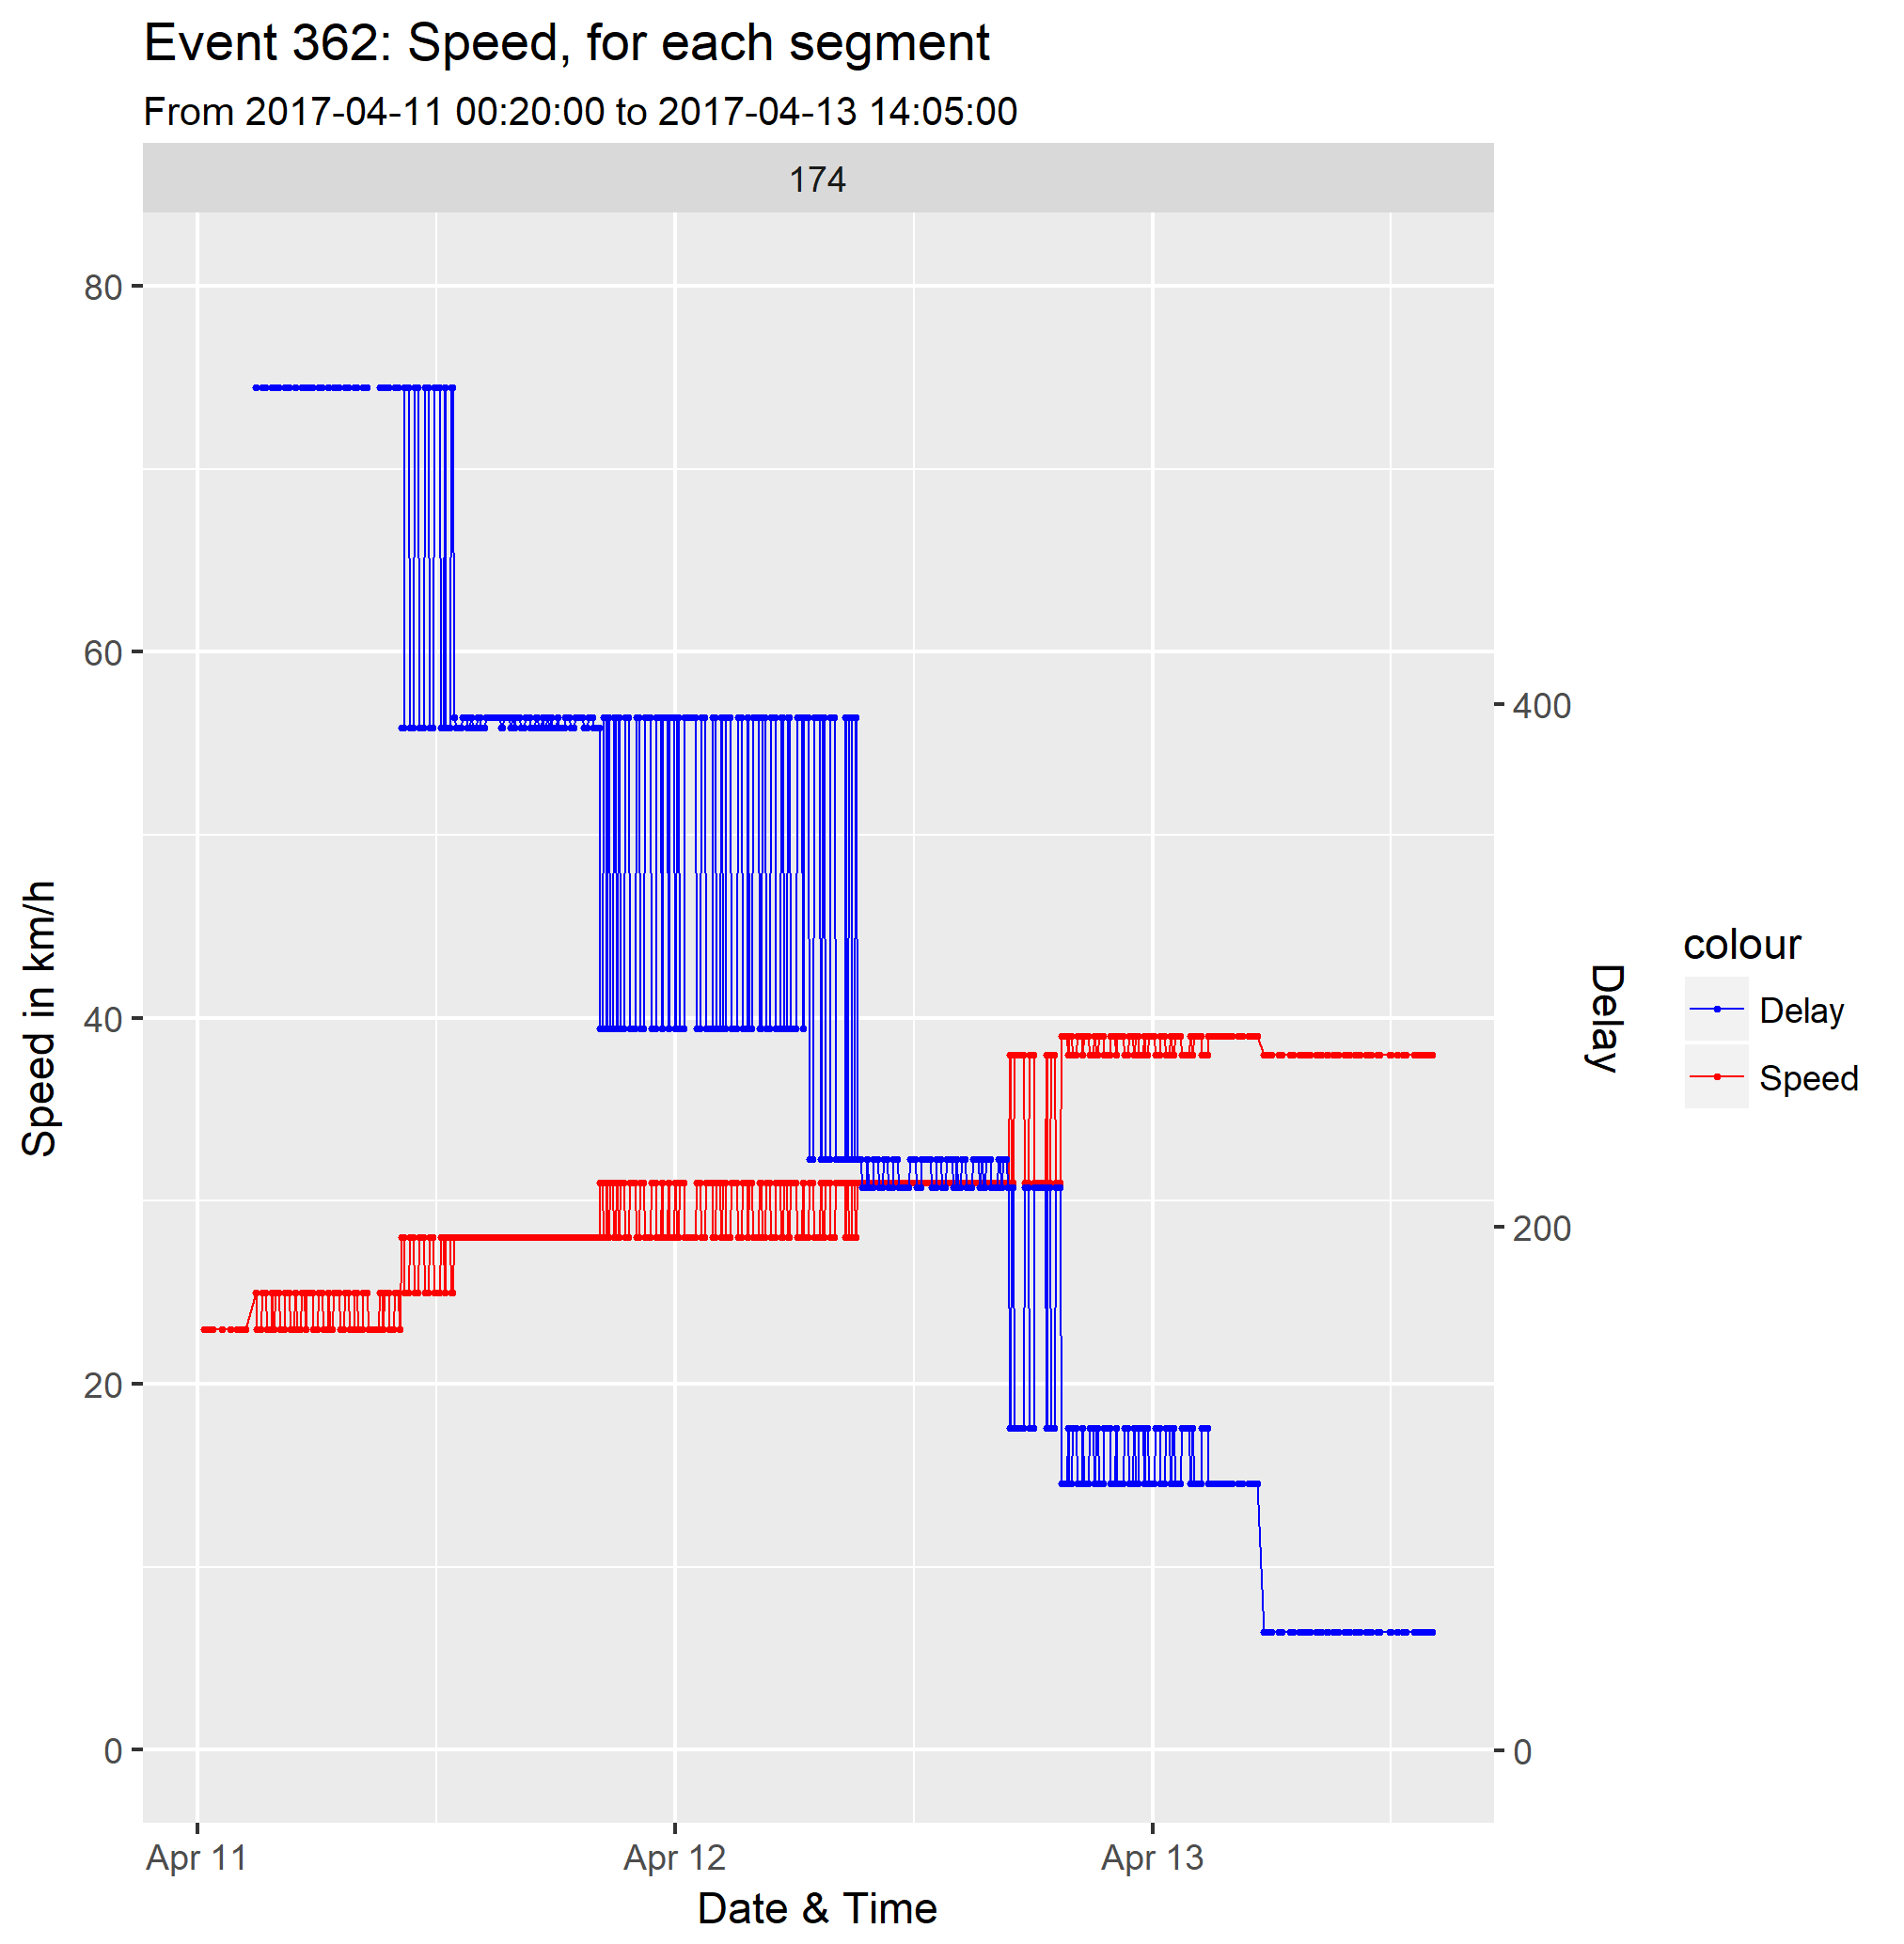 Event 362: Speed, for each segment
From 2017-04-11 00:20:00 to 2017-04-13 14:05:00
174
80
60
40
20
0
Speed in km/h
400
200
0
Delay
Apr 11
Apr 12
Apr 13
Date & Time
colour
Delay
Speed